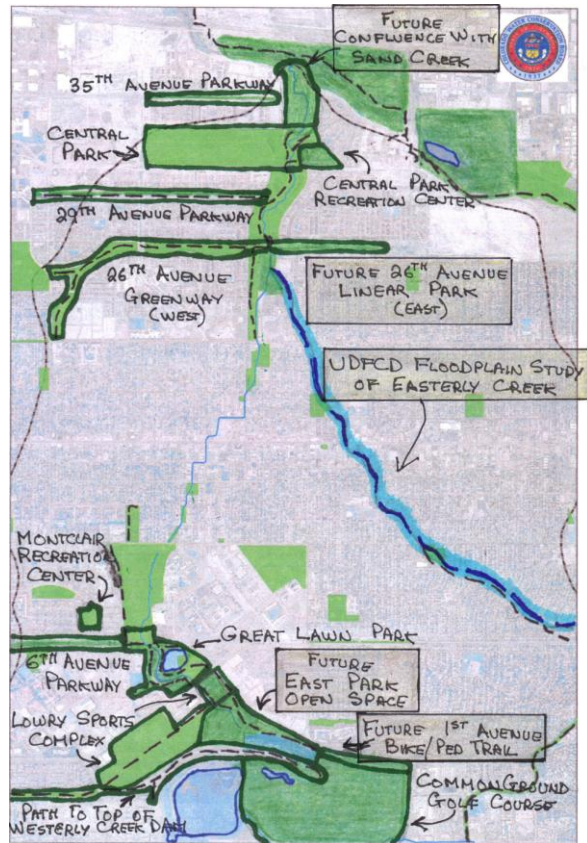 FUTURE
CONFLUENCE WITH
SAND CREEK
35TH AVENUE PARKWAY
CENTRAL
PARK
CENTRAL PARK
RECREATION CENTER
29TH AVENUE PARKWAY
26TH AVENUE
GREENWAY
(WEST)
FUTURE 26TH AVENUE
LINEAR PARK
(EAST)
UDFCD FLOODPLAIN STUDY
OF EASTERLY CREEK
MONTCLAIR
RECREATION
CENTER
GREAT LAWN PARK
6TH AVENUE
PARKWAY
FUTURE
EAST PARK
OPEN SPACE
LOWRY SPORTS
COMPLEX
FUTURE 1ST AVENUE
BIKE/PED TRAIL
COMMON GROUND
GOLF COURSE
PATH TO TOP OF
WESTERLY CREEK DAM